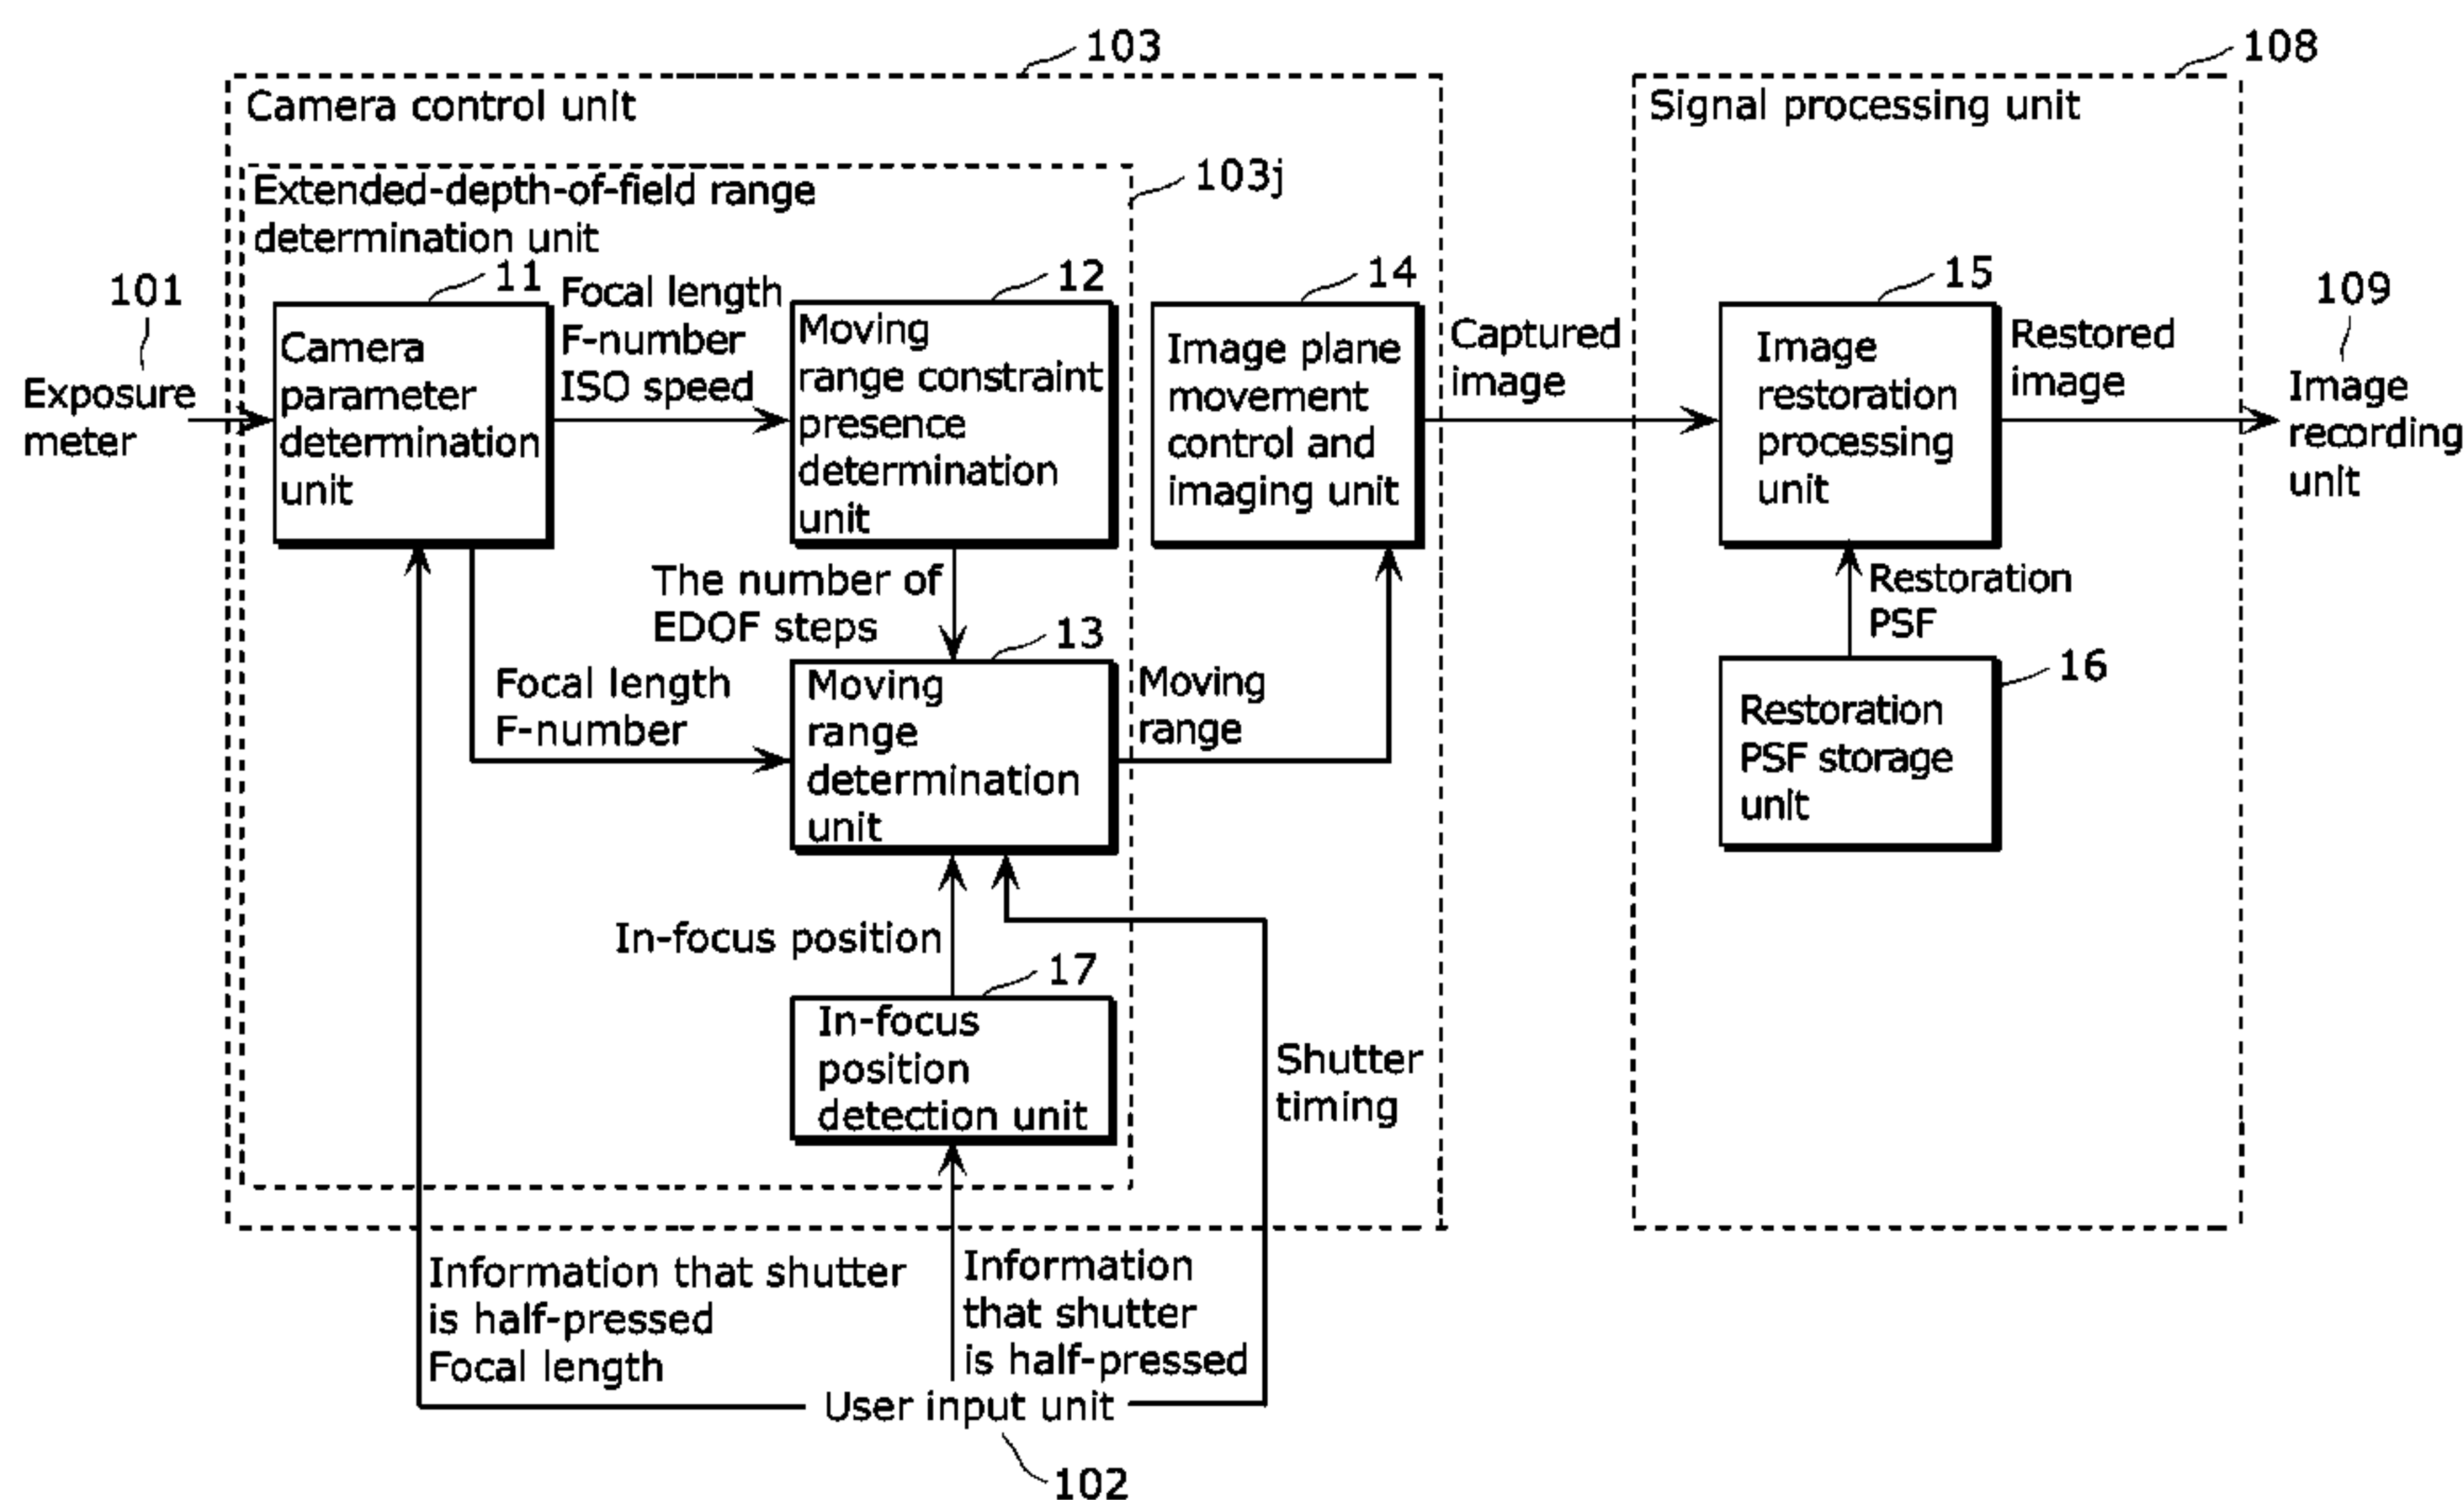 103
108
Camera control unit
Signal processing unit
103j
Extended-depth-of-field range
determination unit
101
Exposure
meter
11
Camera
parameter
determination
unit
Focal length
F-number
ISO speed
12
Moving
range constraint
presence
determination
unit
14
Image plane
movement
control and
imaging unit
Captured
image
15
Image
restoration
processing
unit
Restored
image
109
Image
recording
unit
The number of
EDOF steps
Restoration
PSF
13
Focal length
F-number
Moving
range
determination
unit
Moving
range
16
Restoration
PSF storage
unit
In-focus position
17
In-focus
position
detection unit
Shutter
timing
Information that shutter
is half-pressed
Focal length
Information
that shutter
is half-pressed
User input unit
102